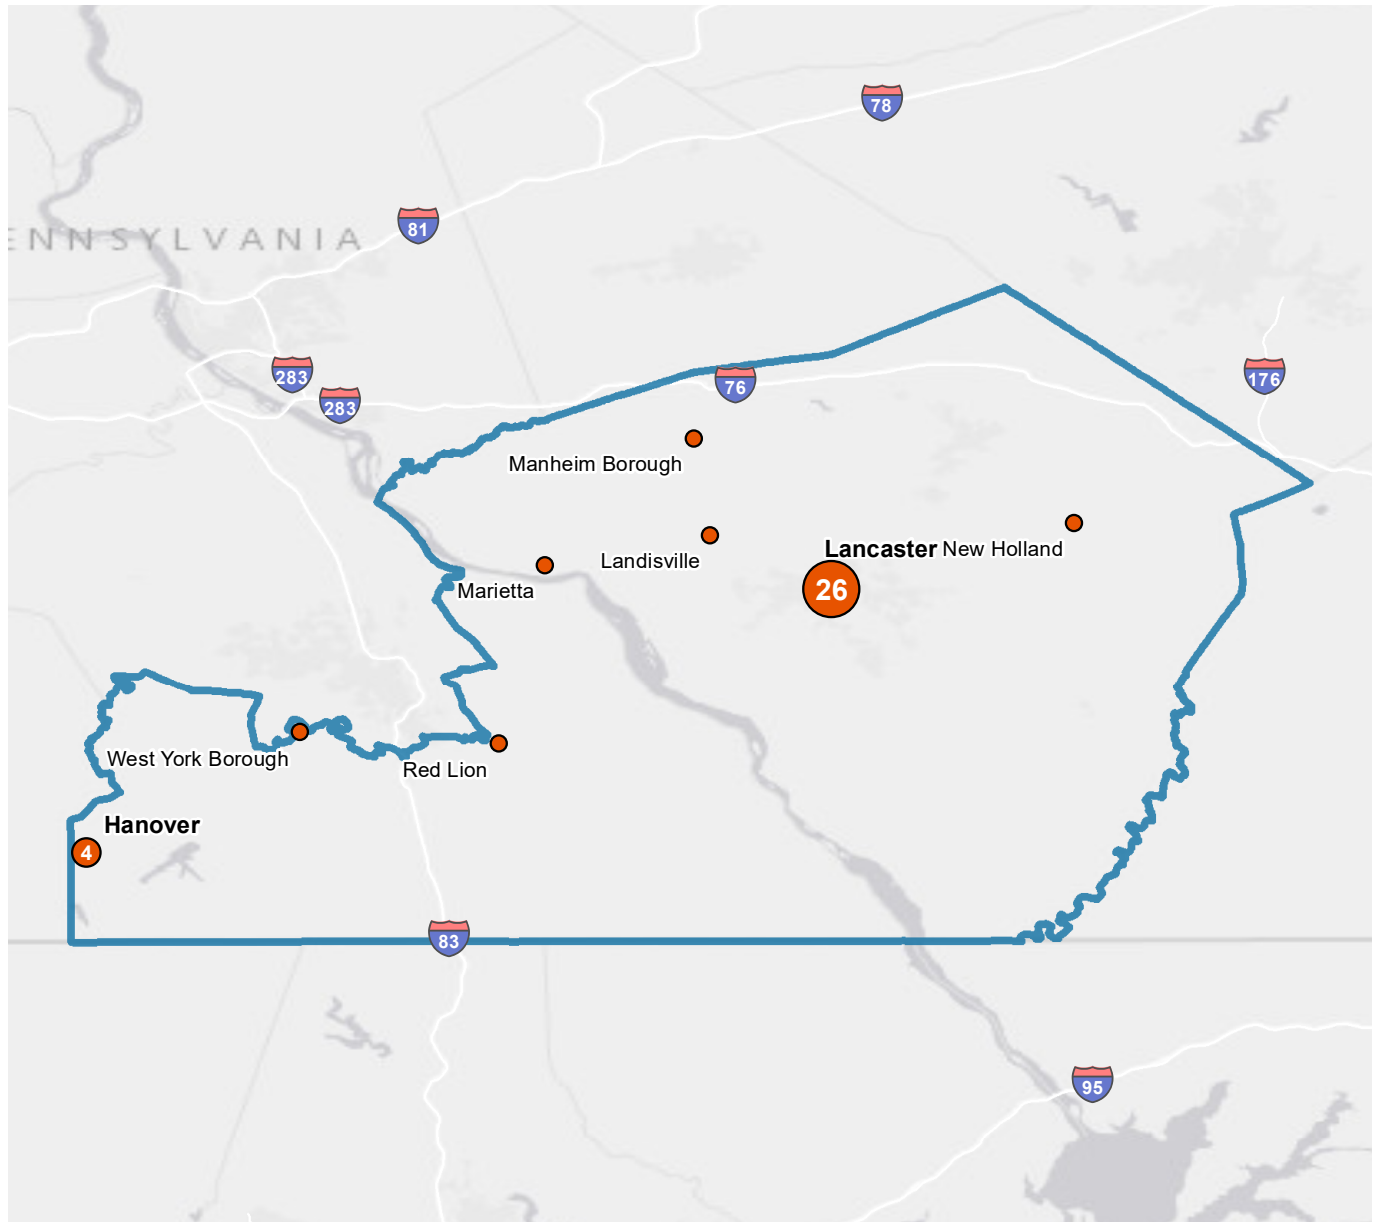 78
81
ENNSYLVANIA
283
76
176
283
Manheim Borough
Lancaster
New Holland
Landisville
26
Marietta
West York Borough
Red Lion
Hanover
4
83
95